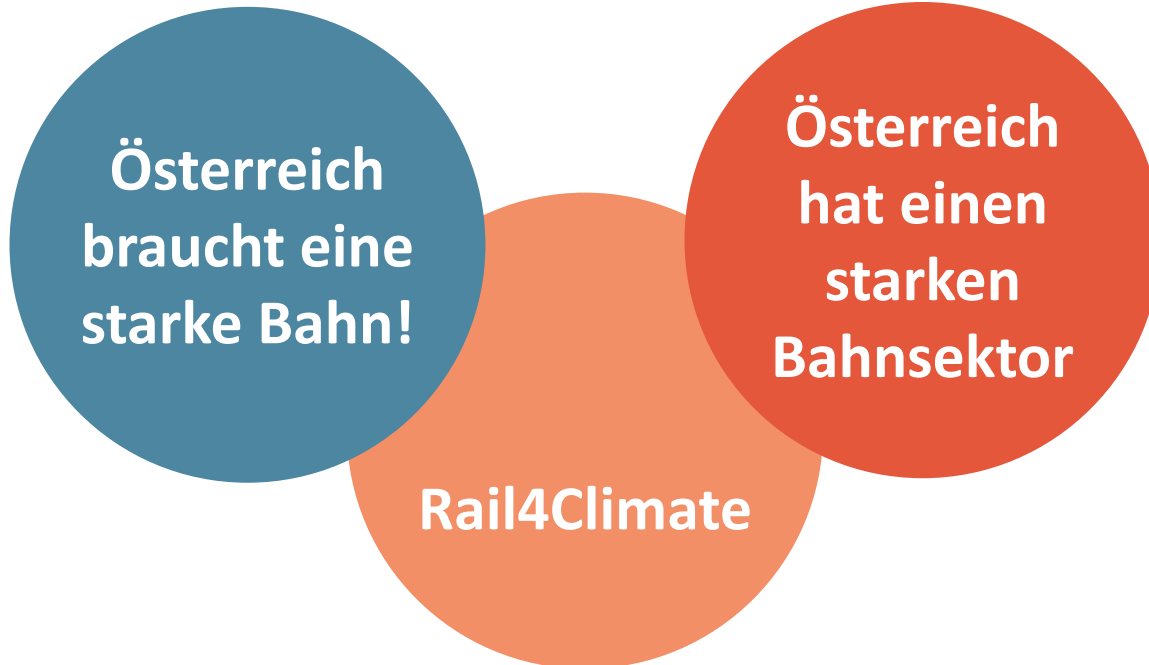 Österreich
braucht eine
starke Bahn!
Österreich
hat einen
starken
Bahnsektor
Rail4Climate